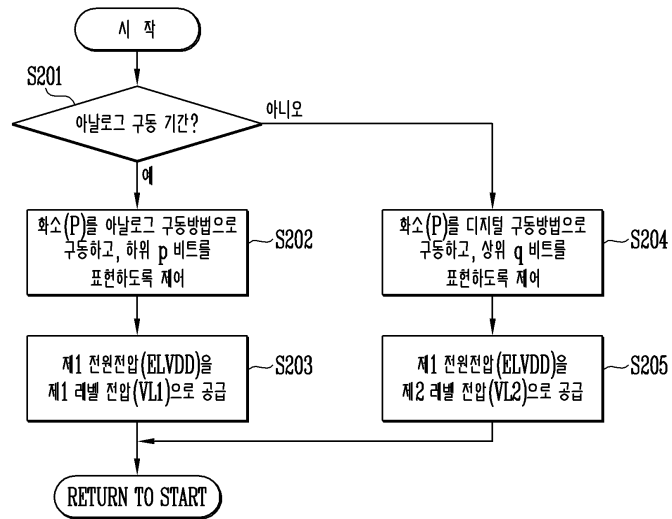 시 작
S201
아날로그 구동 기간?
아니오
예
화소(P)를 아날로그 구동방법으로
구동하고, 하위 p 비트를
표현하도록 제어
S202
화소(P)를 디지털 구동방법으로
구동하고, 상위 q 비트를
표현하도록 제어
S204
제1 전원전압(ELVDD)을
제1 레벨 전압(VL1)으로 공급
S203
제1 전원전압(ELVDD)을
제2 레벨 전압(VL2)으로 공급
S205
RETURN TO START